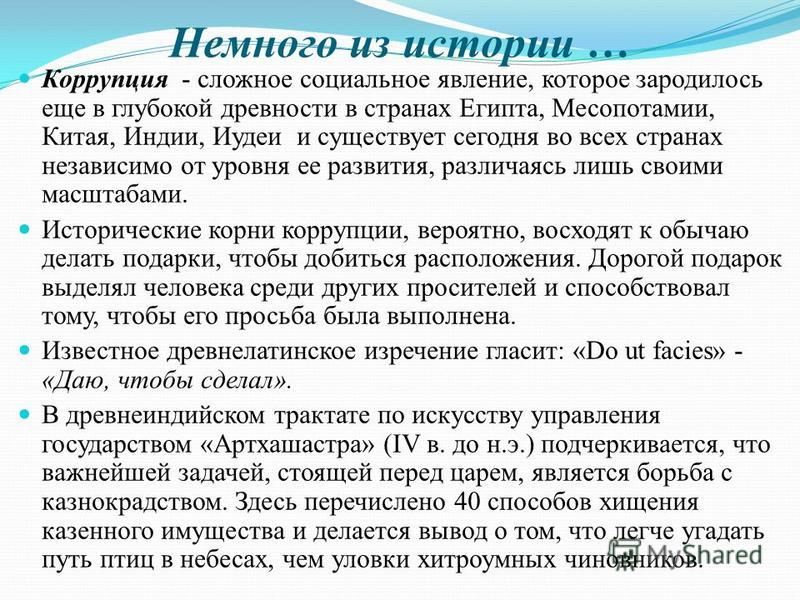 Немного из истории …
Коррупция - сложное социальное явление, которое зародилось
еще в глубокой древности в странах Египта, Месопотамии,
Китая, Индии, Иудеи и существует сегодня во всех странах
независимо от уровня ее развития, различаясь лишь своими
масштабами.
Исторические корни коррупции, вероятно, восходят к обычаю
делать подарки, чтобы добиться расположения. Дорогой подарок
выделял человека среди других просителей и способствовал
тому, чтобы его просьба была выполнена.
Известное древнелатинское изречение гласит: «Do ut facies» -
«Даю, чтобы сделал».
В древнеиндийском трактате по искусству управления
государством «Артхашастра» (IV в. до н.э.) подчеркивается, что
важнейшей задачей, стоящей перед царем, является борьба с
казнокрадством. Здесь перечислено 40 способов хищения
казенного имущества и делается вывод о том, что легче угадать
путь птиц в небесах, чем уловки хитроумных чиновников.
MyShared